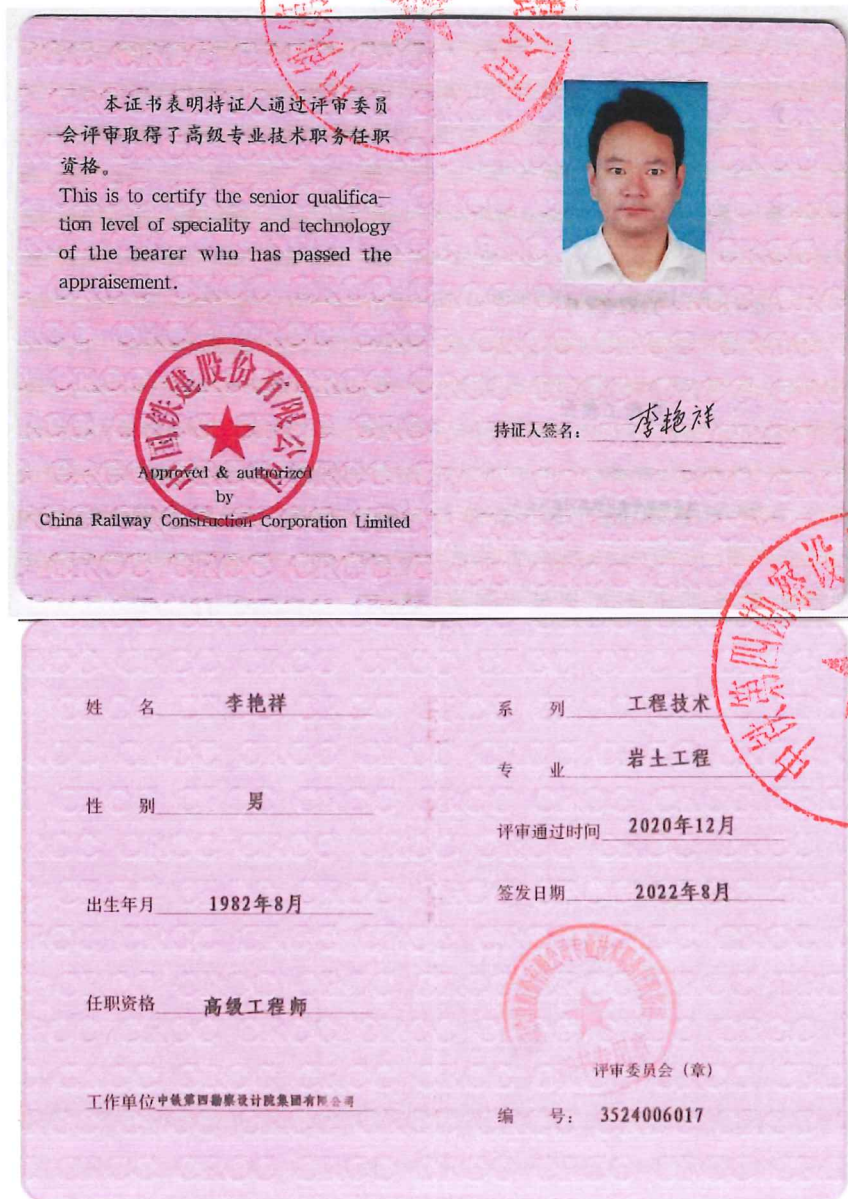 本证书表明持证人通过评审委员
会评审取得了高级专业技术职务任职
资格。
This is to certify the senior qualifica-
tion level of speciality and technology
of the bearer who has passed the
appraisement.
中国铁建股份有限公司
Approved & authorized
by
China Railway Construction Corporation Limited
持证人签名：李艳祥
中铁第四勘察设
姓 名 李艳祥
性 别 男
出生年月 1982年8月
任职资格 高级工程师
工作单位 中铁第四勘察设计院集团有限公司
系 列 工程技术
专 业 岩土工程
评审通过时间 2020年12月
签发日期 2022年8月
评审委员会（章）
编 号： 3524006017